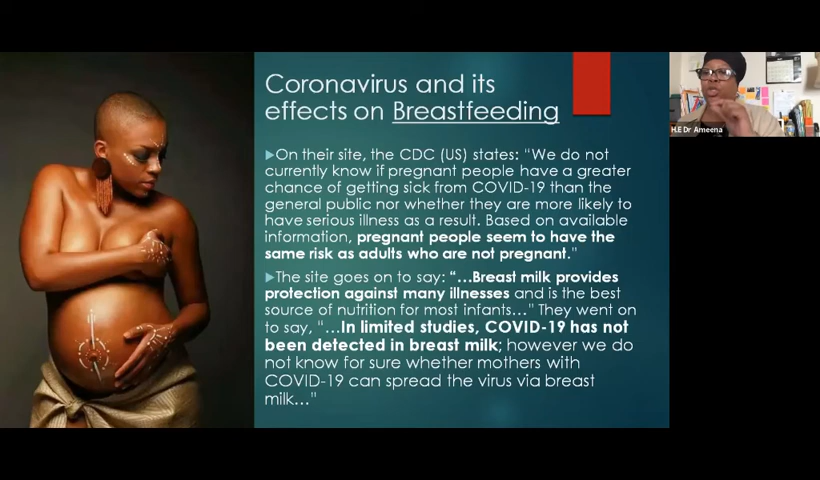 Coronavirus and its
effects on Breastfeeding
On their site, the CDC (US) states: “We do not
currently know if pregnant people have a greater
chance of getting sick from COVID-19 than the
general public nor whether they are more likely to
have serious illness as a result. Based on available
information, pregnant people seem to have the
same risk as adults who are not pregnant.”
The site goes on to say: “…Breast milk provides
protection against many illnesses and is the best
source of nutrition for most infants…” They went on
to say, “…In limited studies, COVID-19 has not
been detected in breast milk; however we do
not know for sure whether mothers with
COVID-19 can spread the virus via breast
milk…”
H.E Dr Ameena